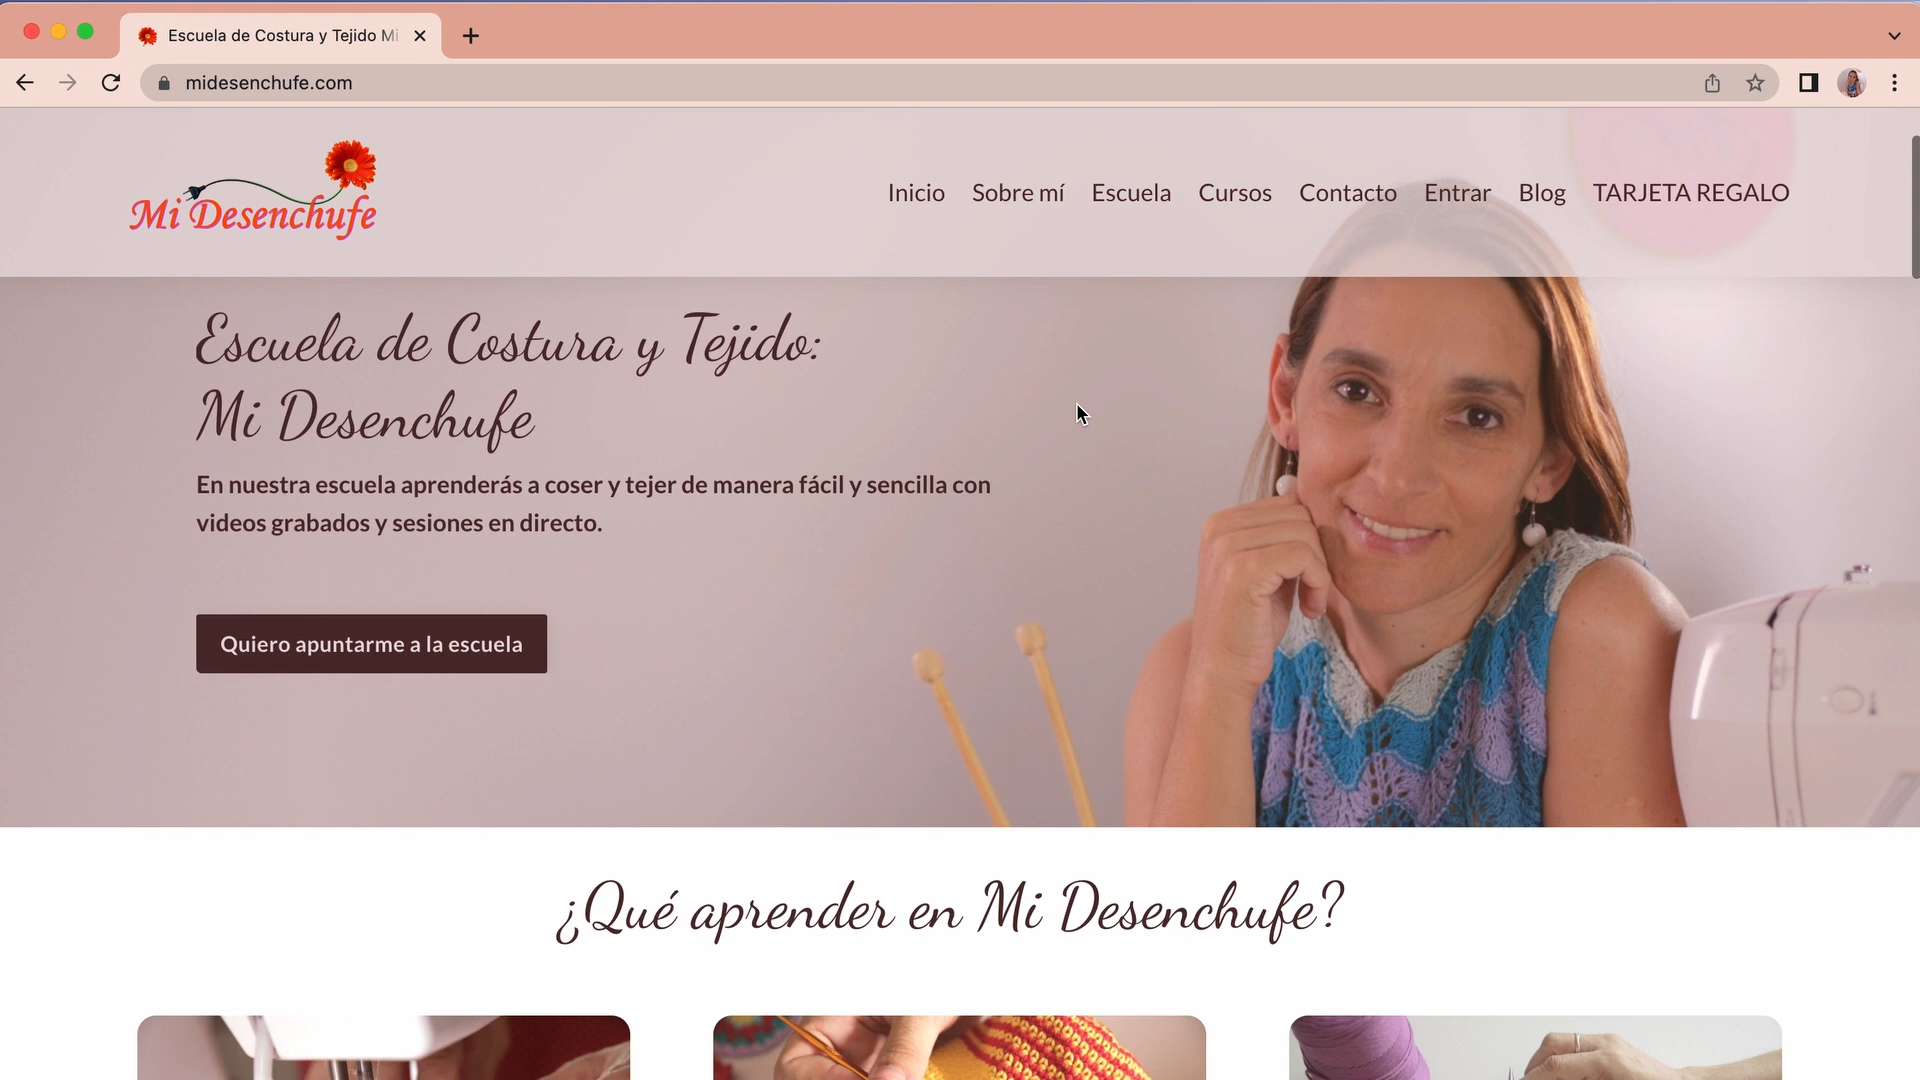 Escuela de Costura y Tejido Mi
midesenchufe.com
Mi Desenchufe
Inicio Sobre mí Escuela Cursos Contacto Entrar Blog TARJETA REGALO
Escuela de Costura y Tejido:
Mi Desenchufe
En nuestra escuela aprenderás a coser y tejer de manera fácil y sencilla con
videos grabados y sesiones en directo.
Quiero apuntarme a la escuela
¿Qué aprender en Mi Desenchufe?